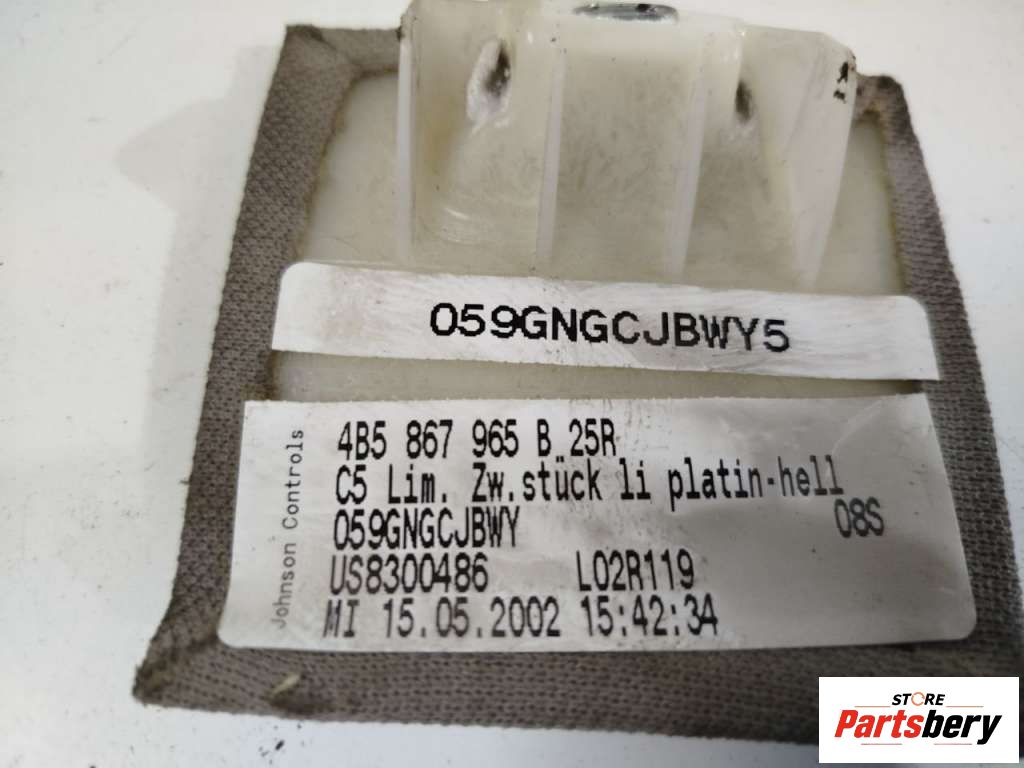 059GNGCJBWY5
Johnson Controls
4B5 867 965 B 25R
C5 Lim. Zw.stück li platin-hell
059GNGCJBWY 08S
US8300486 L02R119
MI 15.05.2002 15:42:34
STORE
Partsbery